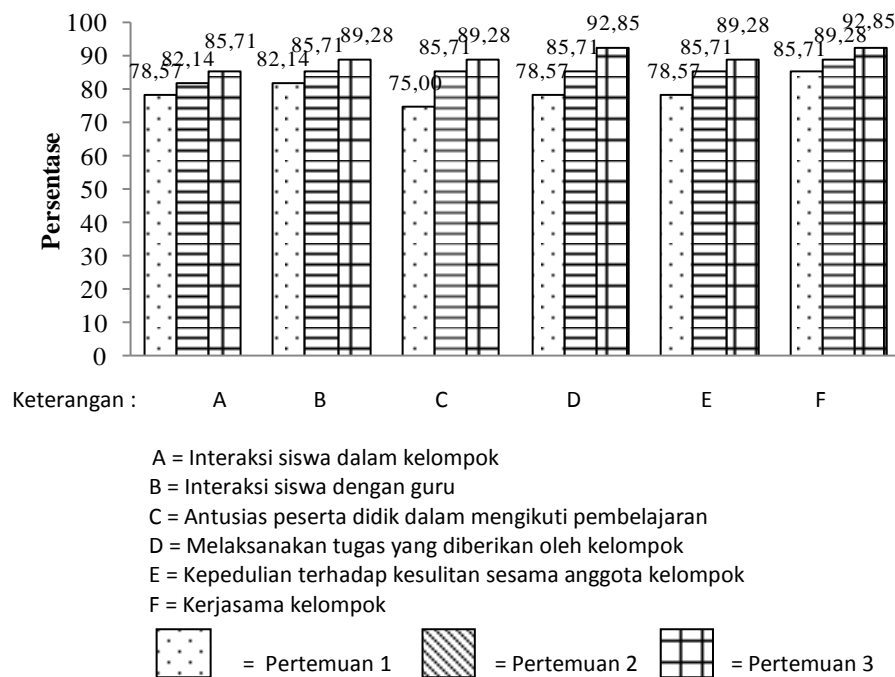 Persentase
100
90
80
70
60
50
40
30
20
10
0
78,57 82,14 85,71
82,14 85,71 89,28
75,00 85,71 89,28
78,57 85,71 92,85
78,57 85,71 89,28
85,71 89,28 92,85
Keterangan : A B C D E F
A = Interaksi siswa dalam kelompok
B = Interaksi siswa dengan guru
C = Antusias peserta didik dalam mengikuti pembelajaran
D = Melaksanakan tugas yang diberikan oleh kelompok
E = Kepedulian terhadap kesulitan sesama anggota kelompok
F = Kerjasama kelompok
= Pertemuan 1 = Pertemuan 2 = Pertemuan 3